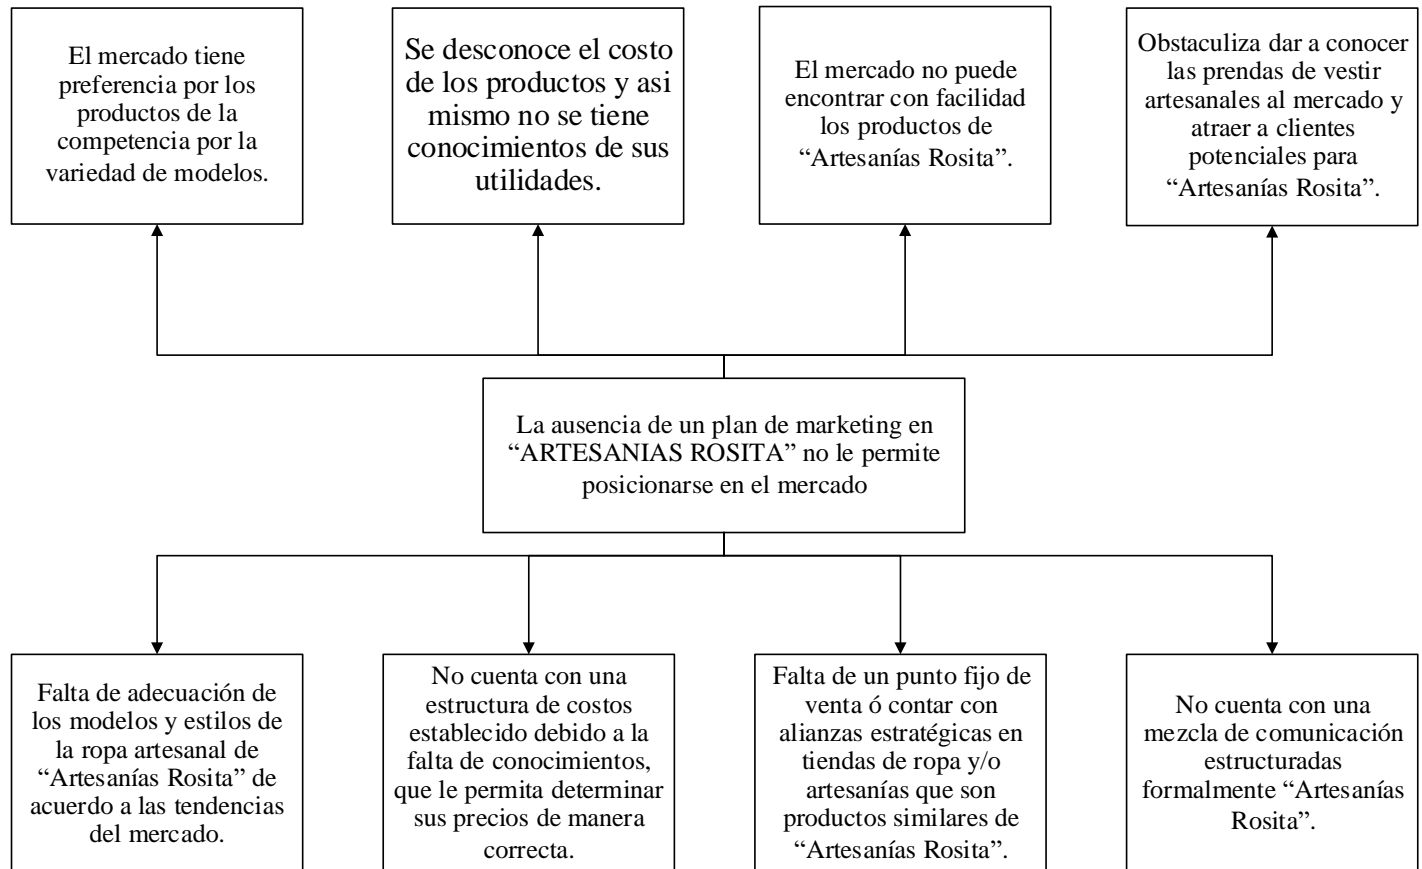 El mercado tiene
preferencia por los
productos de la
competencia por la
variedad de modelos.
Se desconoce el costo
de los productos y asi
mismo no se tiene
conocimientos de sus
utilidades.
El mercado no puede
encontrar con facilidad
los productos de
“Artesanías Rosita”.
Obstaculiza dar a conocer
las prendas de vestir
artesanales al mercado y
atraer a clientes
potenciales para
“Artesanías Rosita”.
La ausencia de un plan de marketing en
“ARTESANIAS ROSITA” no le permite
posicionarse en el mercado
Falta de adecuación de
los modelos y estilos de
la ropa artesanal de
“Artesanías Rosita” de
acuerdo a las tendencias
del mercado.
No cuenta con una
estructura de costos
establecido debido a la
falta de conocimientos,
que le permita determinar
sus precios de manera
correcta.
Falta de un punto fijo de
venta ó contar con
alianzas estratégicas en
tiendas de ropa y/o
artesanías que son
productos similares de
“Artesanías Rosita”.
No cuenta con una
mezcla de comunicación
estructuradas
formalmente “Artesanías
Rosita”.